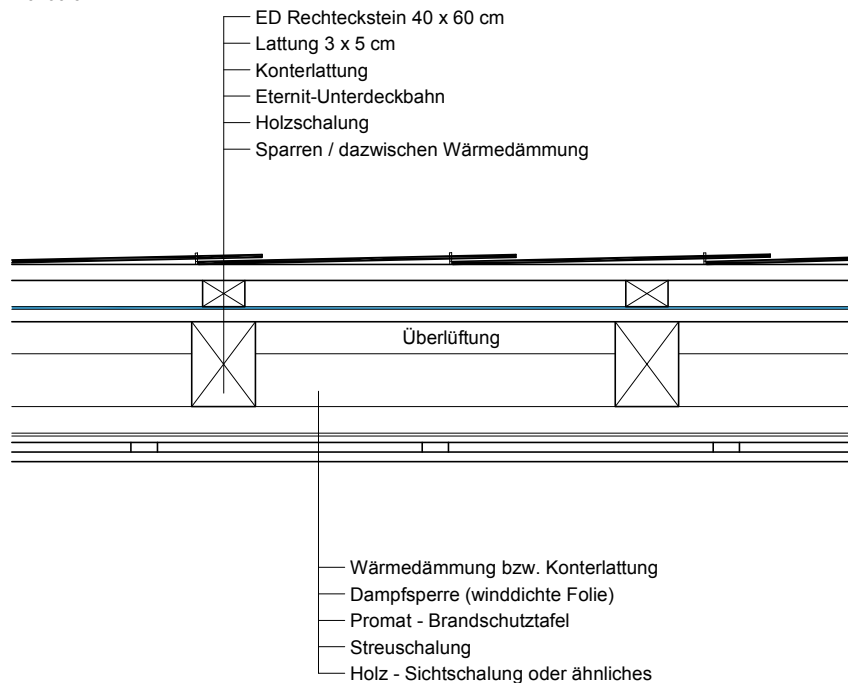 ED Rechteckstein 40 x 60 cm
Lattung 3 x 5 cm
Konterlattung
Eternit-Unterdeckbahn
Holzschalung
Sparren / dazwischen Wärmedämmung
Überlüftung
Wärmedämmung bzw. Konterlattung
Dampfsperre (winddichte Folie)
Promat - Brandschutztafel
Streuschalung
Holz - Sichtschalung oder ähnliches